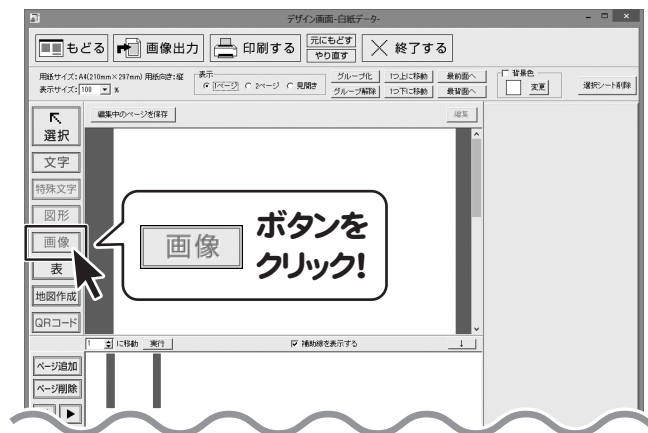 デザイン画面-白紙データ-
もどる 画像出力 印刷する 元にもどす やり直す 終了する
用紙サイズ:A4(210mm×297mm) 用紙向き:縦
表示サイズ: 100 %
表示
1ページ 2ページ 見開き
グループ化 1つ上に移動 最前面へ
グループ解除 1つ下に移動 最背面へ
背景色
変更
選択シート削除
編集中のページを保存 編集
選択
文字
特殊文字
図形
画像
表
地図作成
QRコード
画像
ボタンを
クリック!
1 に移動 実行 補助線を表示する ↓
ページ追加
ページ削除